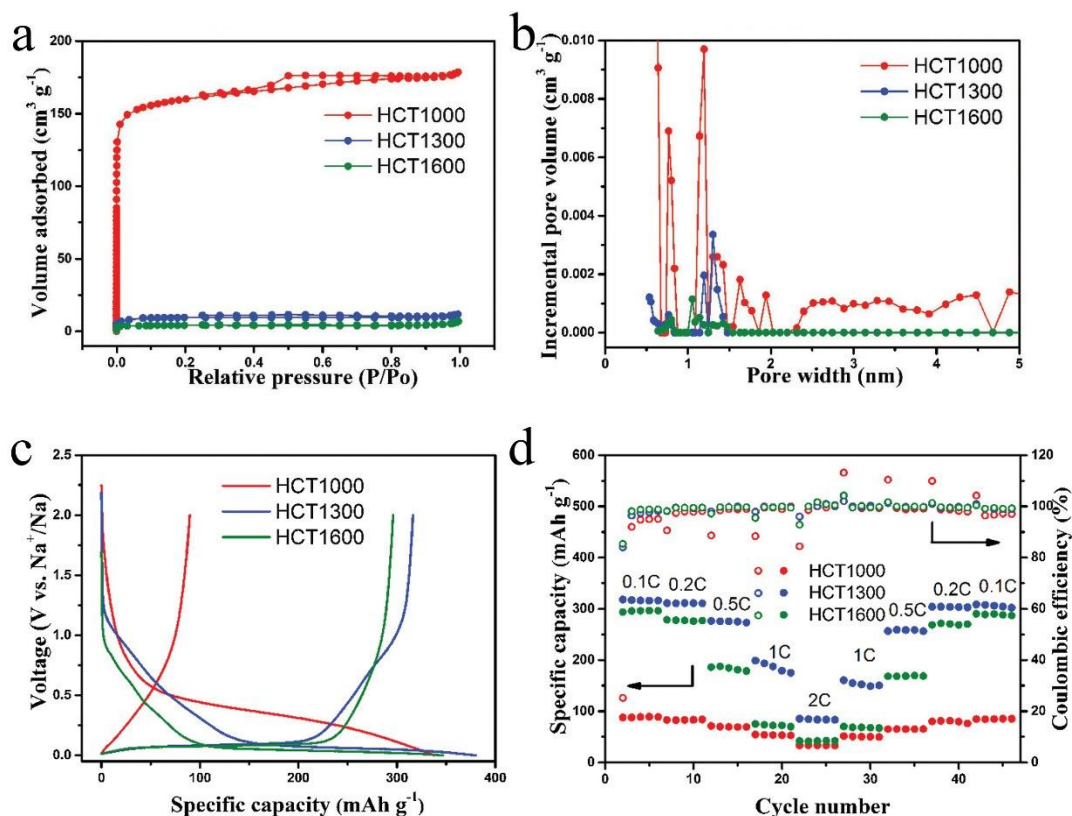 a
Volume adsorbed (cm³ g⁻¹)
200
150
100
50
0
HCT1000
HCT1300
HCT1600
0.0 0.2 0.4 0.6 0.8 1.0
Relative pressure (P/Po)
b
Incremental pore volume (cm³ g⁻¹)
0.010
0.008
0.006
0.004
0.002
0.000
HCT1000
HCT1300
HCT1600
0 1 2 3 4 5
Pore width (nm)
c
Voltage (V vs. Na⁺/Na)
2.5
2.0
1.5
1.0
0.5
0.0
HCT1000
HCT1300
HCT1600
0 100 200 300 400
Specific capacity (mAh g⁻¹)
d
Specific capacity (mAh g⁻¹)
600
500
400
300
200
100
0
0.1C 0.2C 0.5C 1C 2C 1C 0.5C 0.2C 0.1C
HCT1000
HCT1300
HCT1600
120
100
80
60
40
20
0
Coulombic efficiency (%)
0 10 20 30 40
Cycle number